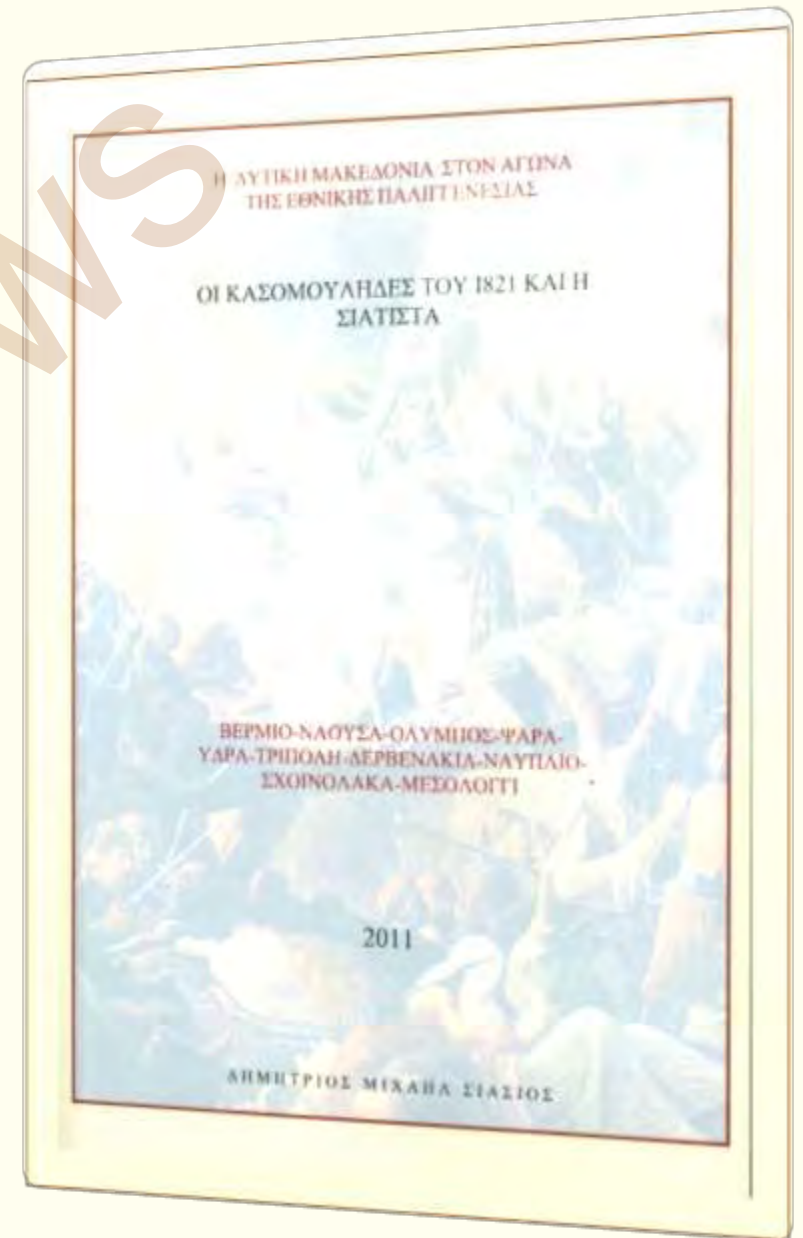 WS
Η ΔΥΤΙΚΗ ΜΑΚΕΔΟΝΙΑ ΣΤΟΝ ΑΓΩΝΑ
ΤΗΣ ΕΘΝΙΚΗΣ ΠΑΛΙΓΓΕΝΕΣΙΑΣ
ΟΙ ΚΑΣΟΜΟΥΛΗΔΕΣ ΤΟΥ 1821 ΚΑΙ Η
ΣΙΑΤΙΣΤΑ
ΒΕΡΜΙΟ-ΝΑΟΥΣΑ-ΟΛΥΜΠΟΣ-ΨΑΡΑ-
ΥΔΡΑ-ΤΡΙΠΟΛΗ-ΔΕΡΒΕΝΑΚΙΑ-ΝΑΥΠΛΙΟ-
ΣΧΟΙΝΟΛΑΚΑ-ΜΕΣΟΛΟΓΓΙ
2011
ΔΗΜΗΤΡΙΟΣ ΜΙΧΑΗΛ ΣΙΑΣΙΟΣ